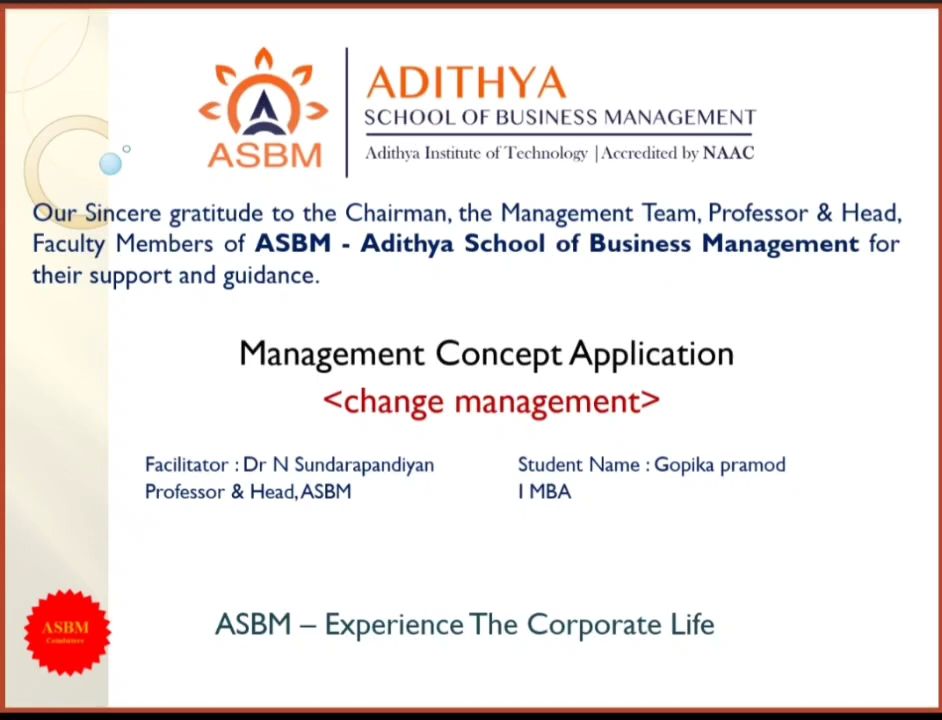 ADITHYA
SCHOOL OF BUSINESS MANAGEMENT
ASBM
Adithya Institute of Technology | Accredited by NAAC
Our Sincere gratitude to the Chairman, the Management Team, Professor & Head,
Faculty Members of ASBM - Adithya School of Business Management for
their support and guidance.
Management Concept Application
<change management>
Facilitator : Dr N Sundarapandiyan
Professor & Head, ASBM
Student Name : Gopika pramod
I MBA
ASBM
Coimbatore
ASBM – Experience The Corporate Life